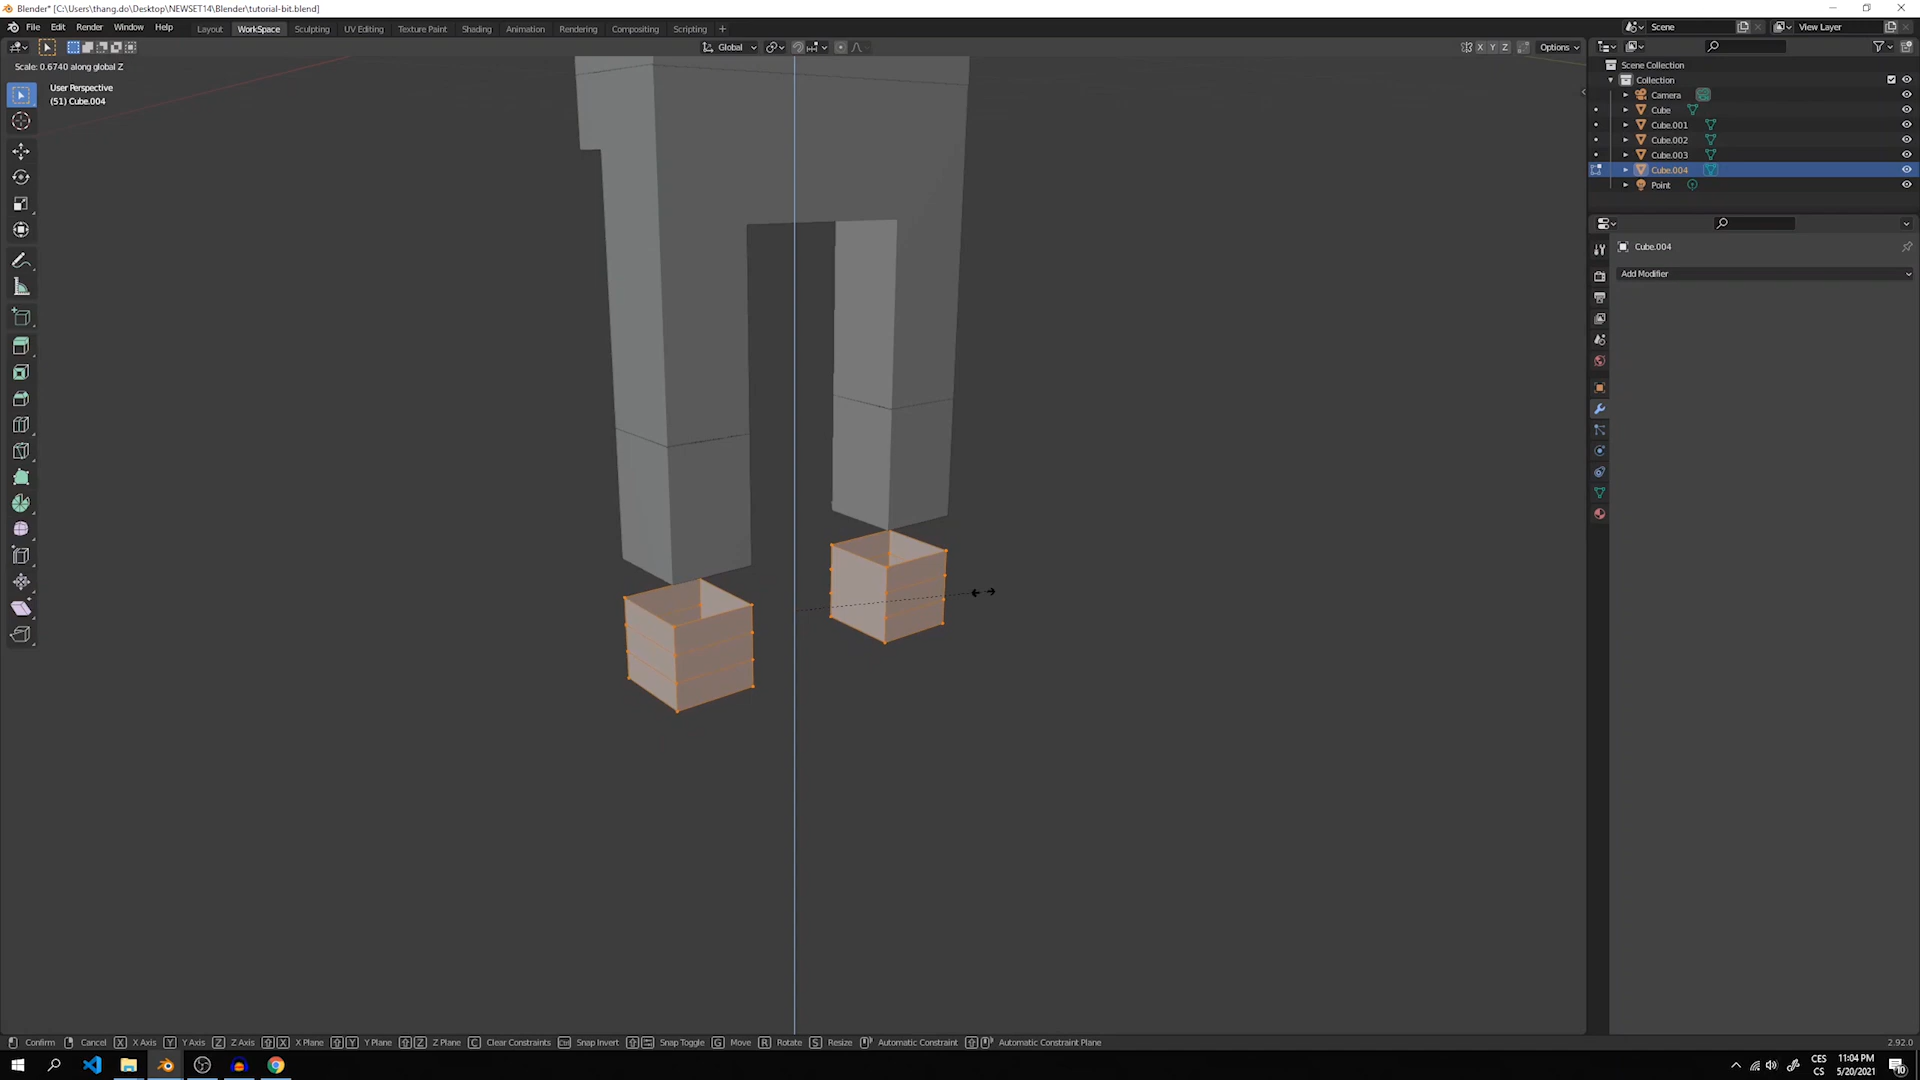 Blender* [C:\Users\thang.do\Desktop\NEWSET14\Blender\tutorial-bit.blend]
File Edit Render Window Help Layout WorkSpace Sculpting UV Editing Texture Paint Shading Animation Rendering Compositing Scripting + Scene View Layer
Global X Y Z Options
Scale: 0.6740 along global Z
User Perspective
(51) Cube.004
Scene Collection
Collection
Camera
Cube
Cube.001
Cube.002
Cube.003
Cube.004
Point
Cube.004
Add Modifier
Confirm Cancel X X Axis Y Y Axis Z Z Axis X X Plane Y Y Plane Z Z Plane C Clear Constraints Snap Invert Snap Toggle G Move R Rotate S Resize Automatic Constraint Automatic Constraint Plane 2.92.0
CES 11:04 PM
CS 5/20/2021
10